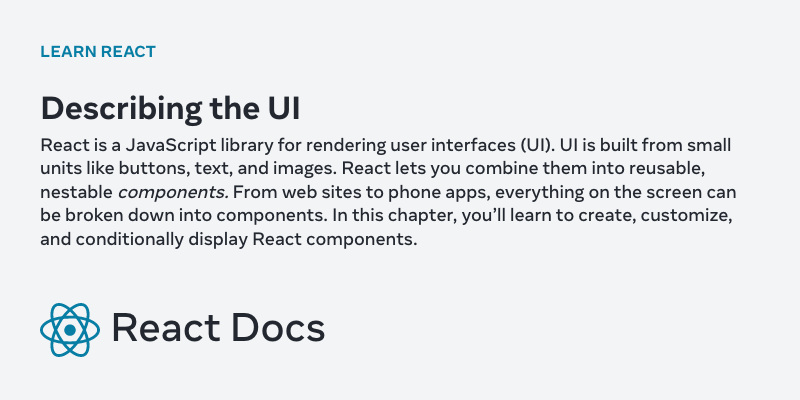 LEARN REACT
Describing the UI
React is a JavaScript library for rendering user interfaces (UI). UI is built from small
units like buttons, text, and images. React lets you combine them into reusable,
nestable components. From web sites to phone apps, everything on the screen can
be broken down into components. In this chapter, you’ll learn to create, customize,
and conditionally display React components.
React Docs